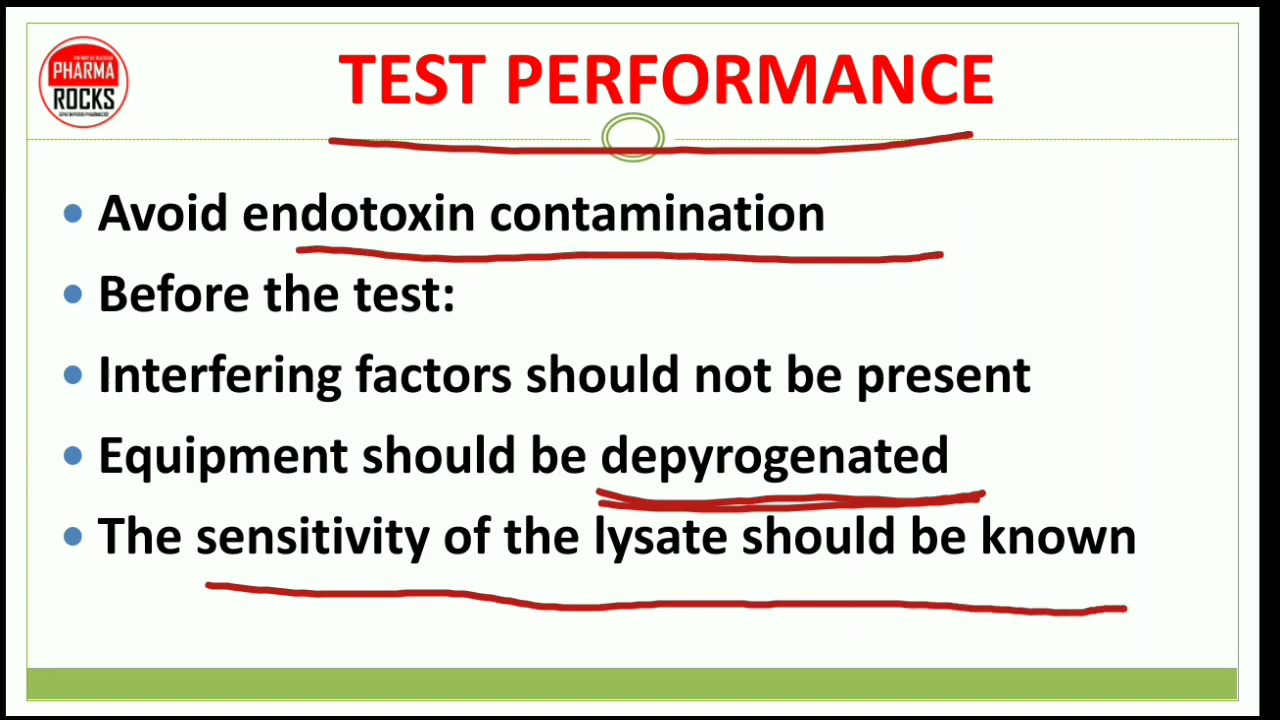 PHARMA
ROCKS
TEST PERFORMANCE
• Avoid endotoxin contamination
• Before the test:
• Interfering factors should not be present
• Equipment should be depyrogenated
• The sensitivity of the lysate should be known